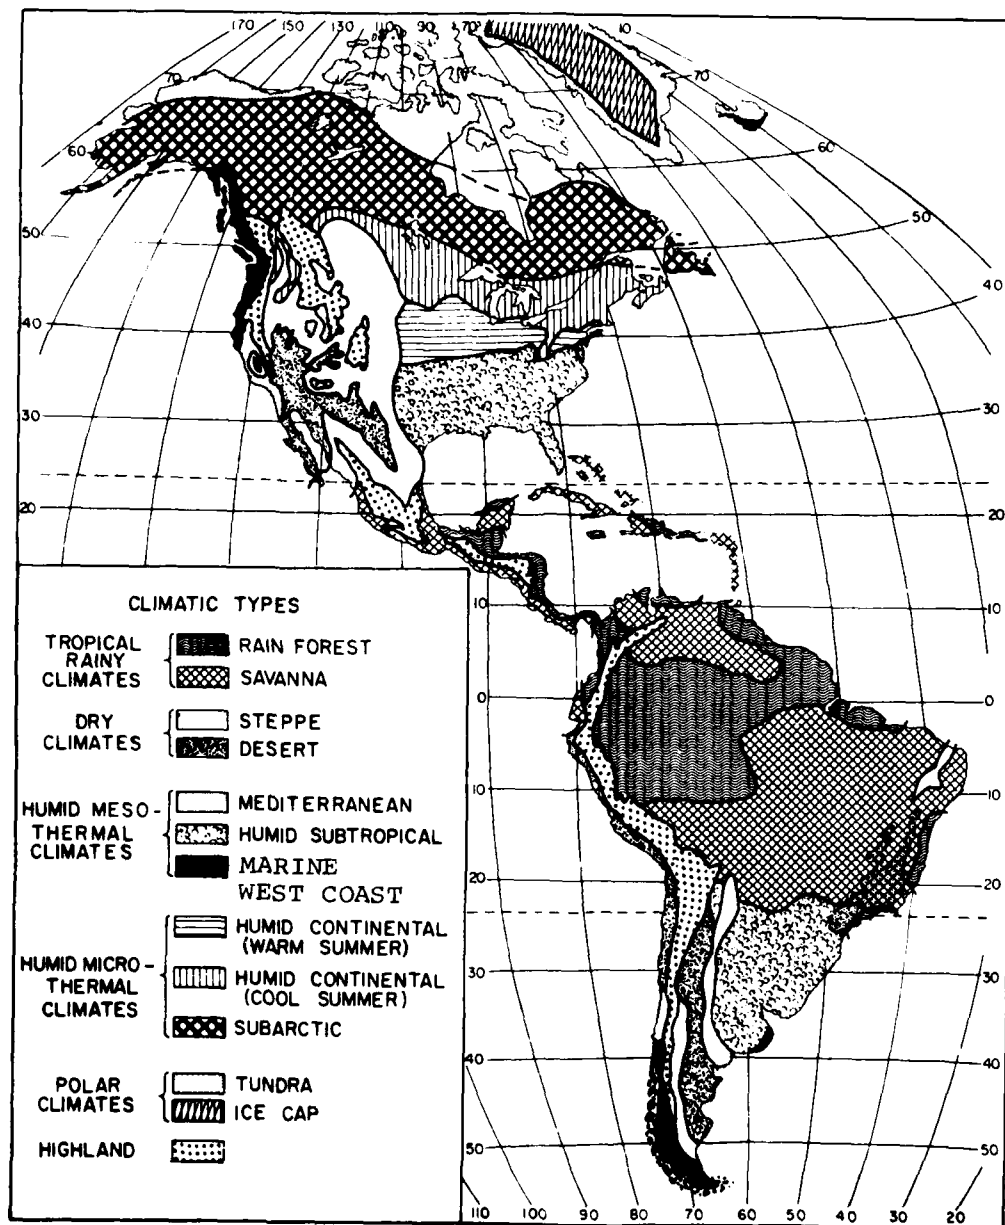 170 150 130 110 90 70 10
70 70
60 60
50 50
40 40
30 30
20 20
CLIMATIC TYPES
TROPICAL RAINY CLIMATES
RAIN FOREST
SAVANNA
DRY CLIMATES
STEPPE
DESERT
HUMID MESO-
THERMAL
CLIMATES
MEDITERRANEAN
HUMID SUBTROPICAL
MARINE
WEST COAST
HUMID MICRO-
THERMAL
CLIMATES
HUMID CONTINENTAL
(WARM SUMMER)
HUMID CONTINENTAL
(COOL SUMMER)
SUBARCTIC
POLAR
CLIMATES
TUNDRA
ICE CAP
HIGHLAND
10 10
0 0
10 10
20 20
30 30
40 40
50 50
110 100 90 80 70 60 50 40 30 20